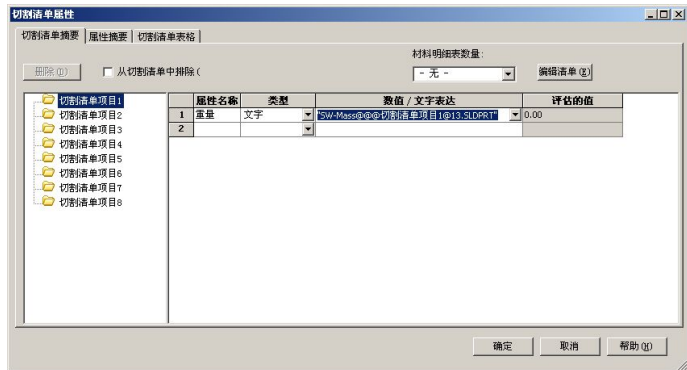 切割清单属性
切割清单摘要 属性摘要 切割清单表格
材料明细表数量:
删除(D) 从切割清单中排除( - 无 - 编辑清单(E)
属性名称 类型 数值 / 文字表达 评估的值
1 重量 文字 "SW-Mass@@@切割清单项目1@13.SLDPRT" 0.00
2
切割清单项目1
切割清单项目2
切割清单项目3
切割清单项目4
切割清单项目5
切割清单项目6
切割清单项目7
切割清单项目8
确定 取消 帮助(H)